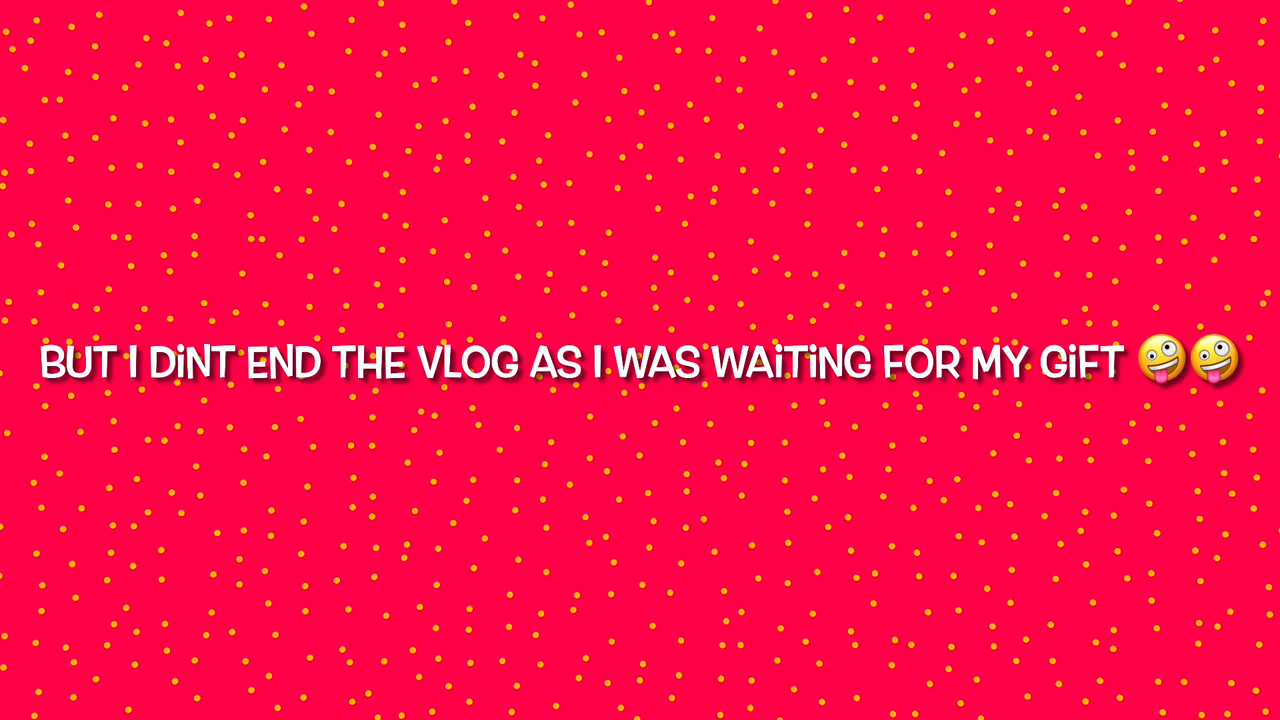 BUT I DiNT END THE VLOG AS I WAS WAiTiNG FOR MY GiFT 🤪🤪